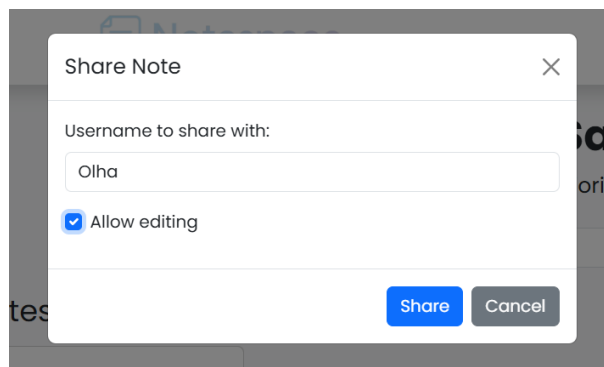 Share Note
Username to share with:
Olha
Allow editing
Share
Cancel